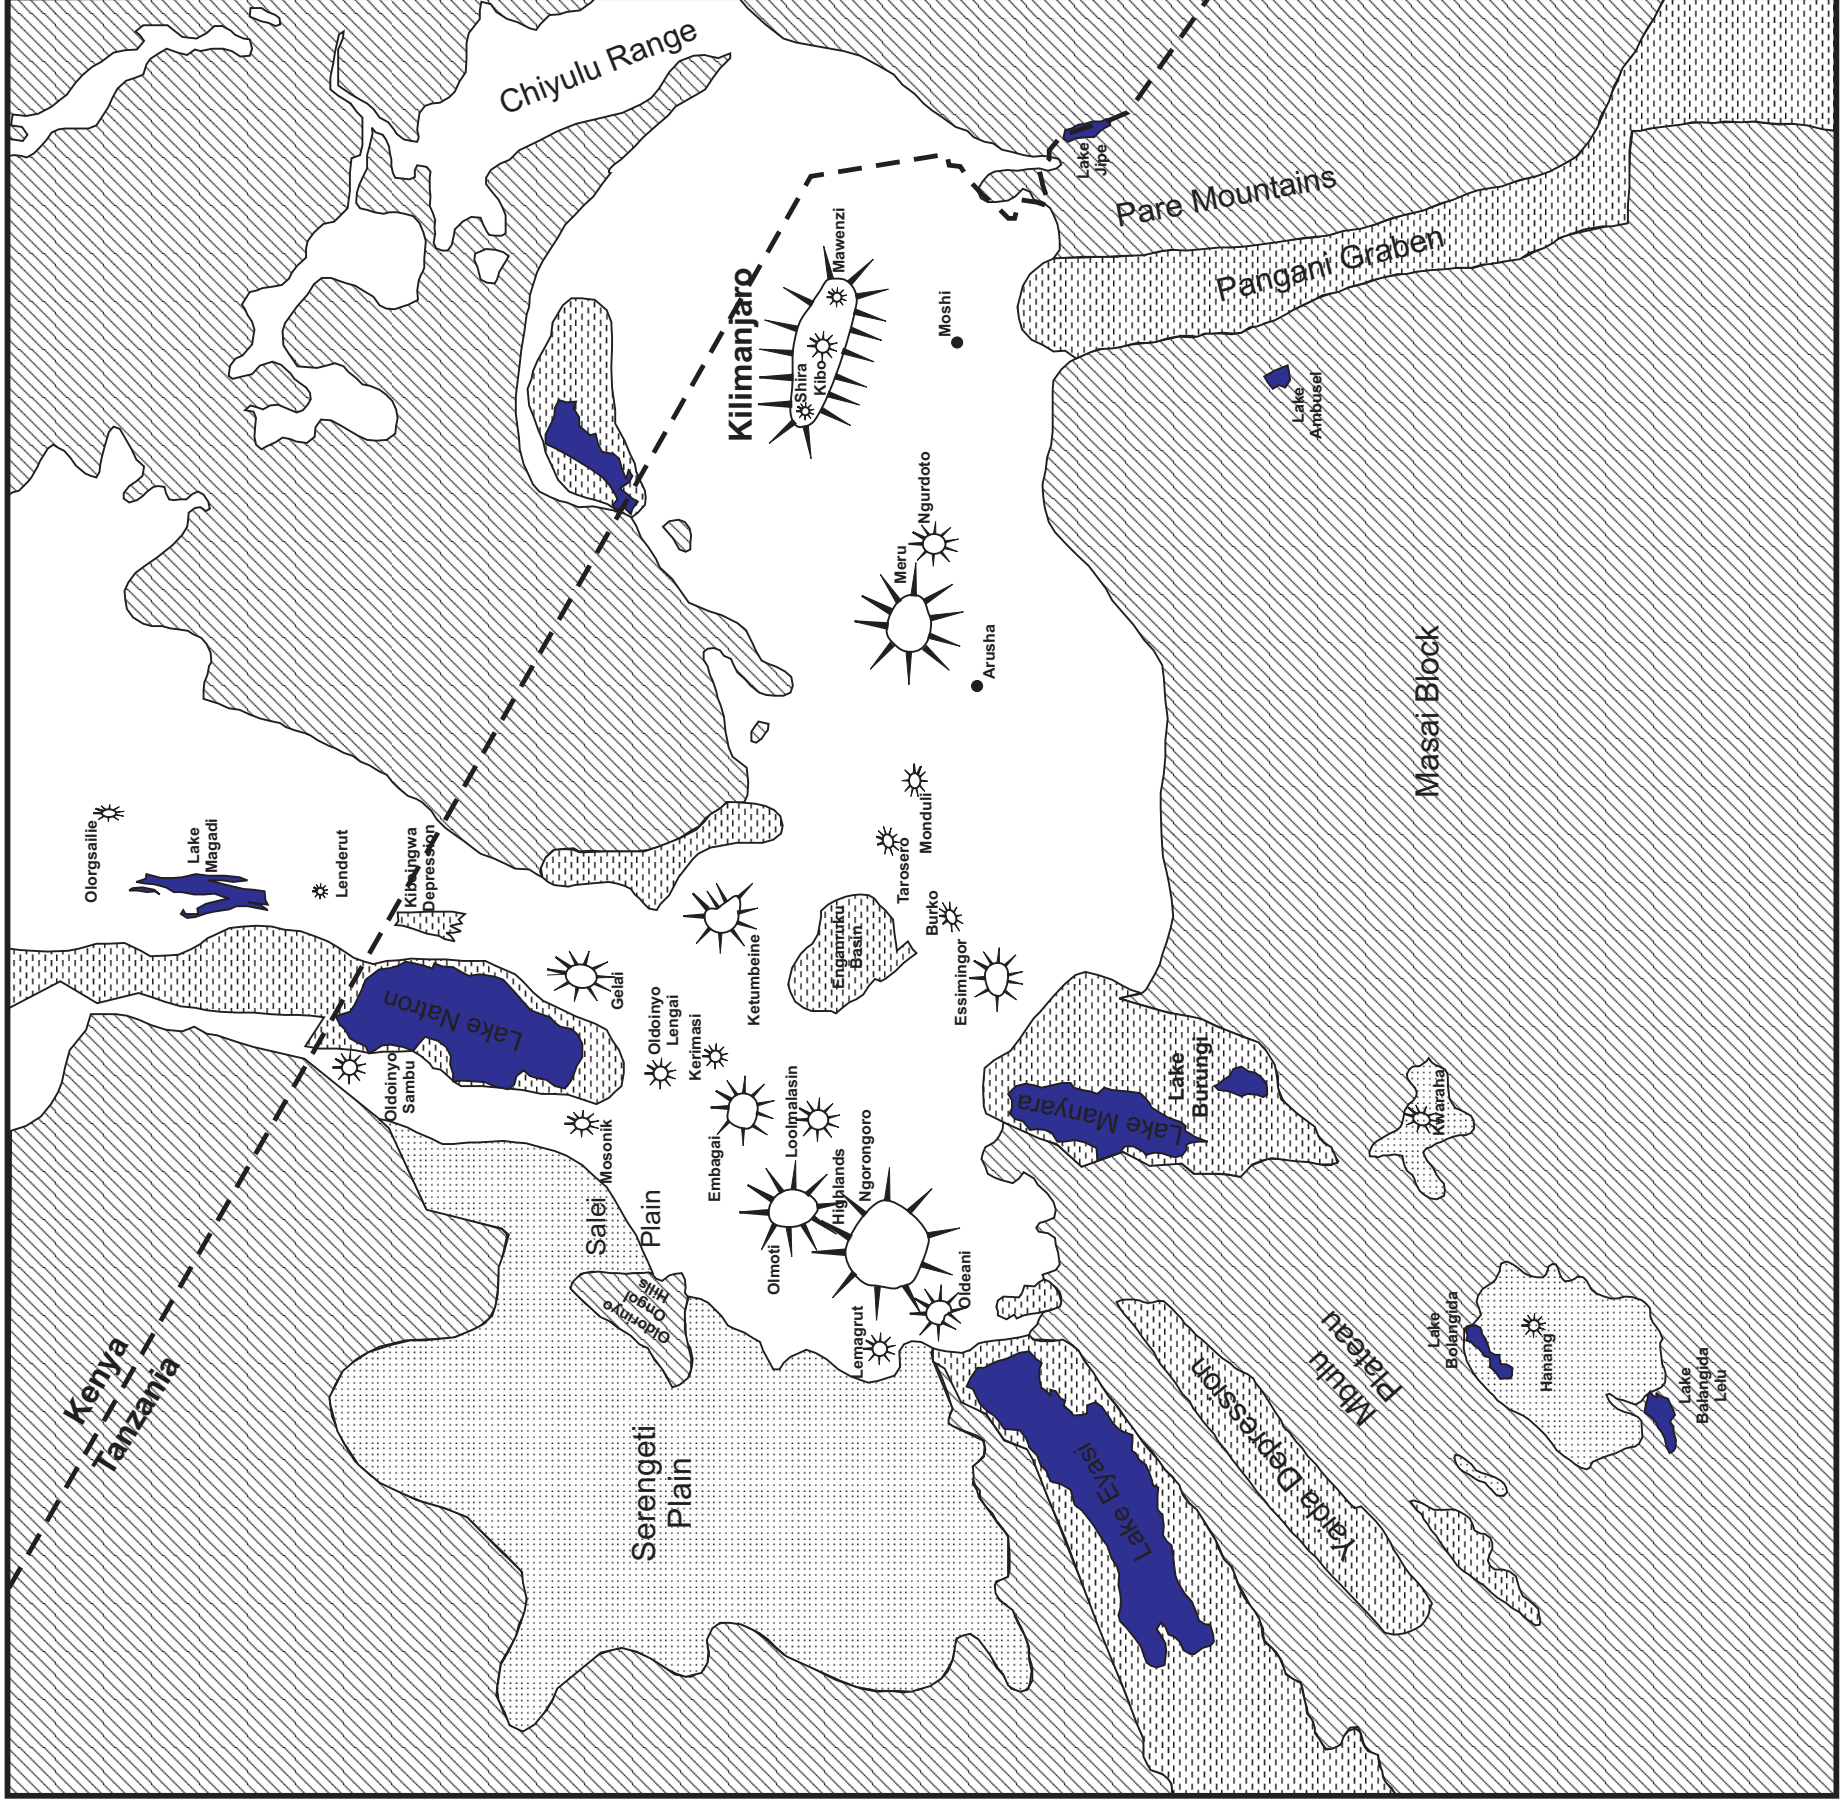 Kenya
Tanzania
Serengeti
Plain
Salei
Plain
Oldorinyo
Ongol
Hills
Mosonik
Oldoinyo
Sambu
Lake Natron
Gelai
Oldoinyo
Lengai
Kerimasi
Ketumbeine
Embagai
Loolmalasin
Olmoti
Highlands
Ngorongoro
Lemagrut
Oldeani
Lake Eyasi
Yaida Depression
Mbulu
Plateau
Lake
Bolangida
Hanang
Lake
Balangida
Lelu
Kwaraha
Lake Manyara
Lake
Burungi
Essimingor
Burko
Engaruku
Basin
Tarosero
Monduli
Olorgsailie
Lake
Magadi
Lenderut
Depression
Arusha
Meru
Ngurdoto
Masai Block
Kilimanjaro
Shira
Kibo
Mawenzi
Moshi
Lake
Ambusel
Pangani Graben
Pare Mountains
Lake
Jipe
Chiyulu Range